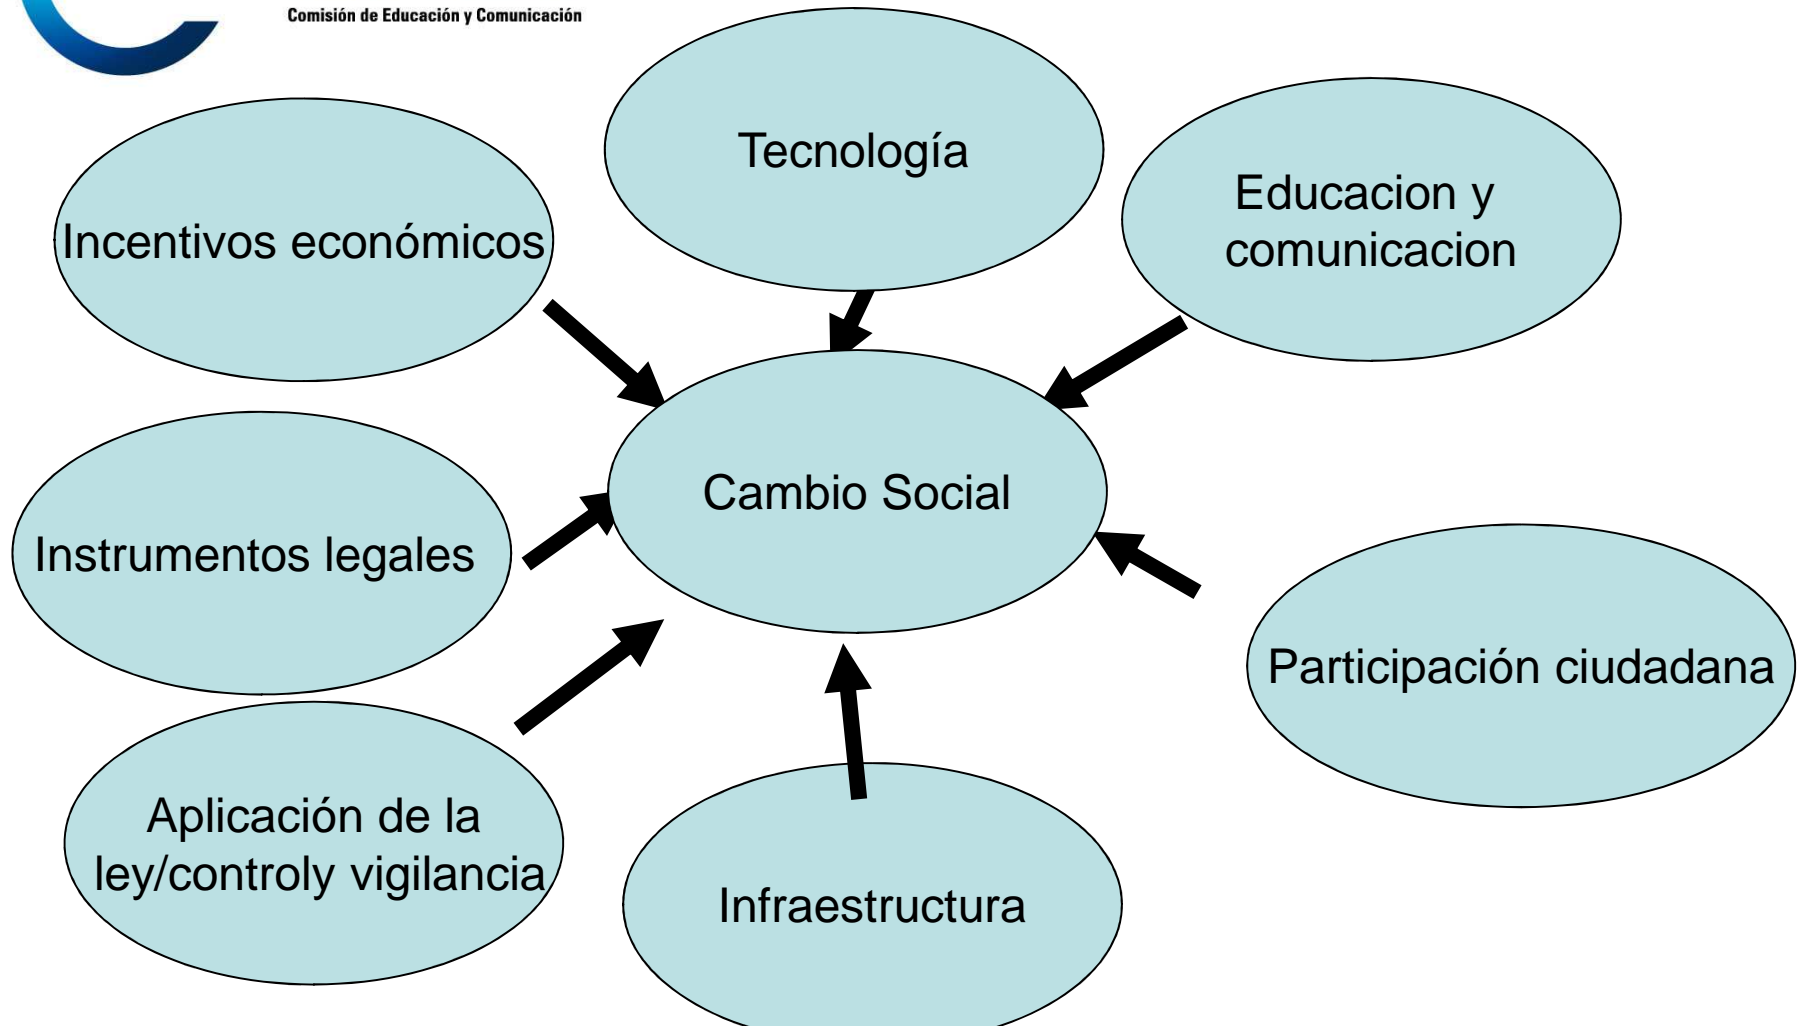 Comisión de Educación y Comunicación
Tecnología
Educacion y
comunicacion
Incentivos económicos
Cambio Social
Instrumentos legales
Participación ciudadana
Aplicación de la
ley/controly vigilancia
Infraestructura